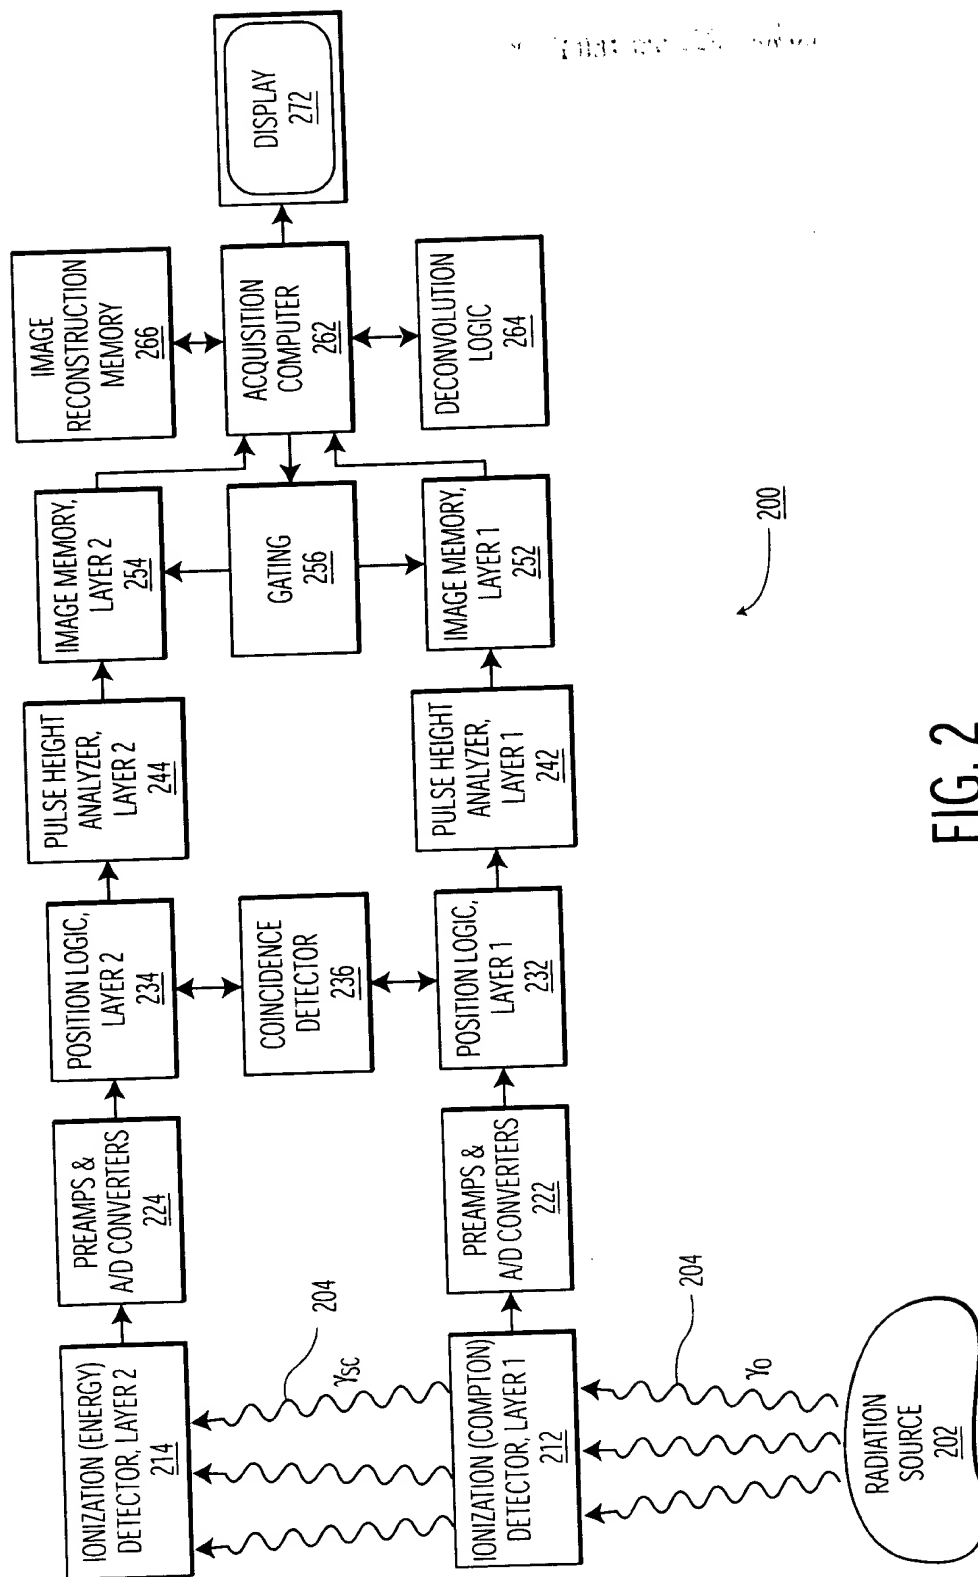 IONIZATION (ENERGY)
DETECTOR, LAYER 2
214
PREAMPS &
A/D CONVERTERS
224
POSITION LOGIC,
LAYER 2
234
PULSE HEIGHT
ANALYZER,
LAYER 2
244
IMAGE MEMORY,
LAYER 2
254
IMAGE
RECONSTRUCTION
MEMORY
266
γSC
204
COINCIDENCE
DETECTOR
236
GATING
256
ACQUISITION
COMPUTER
262
DISPLAY
272
IONIZATION (COMPTON)
DETECTOR, LAYER 1
212
PREAMPS &
A/D CONVERTERS
222
POSITION LOGIC,
LAYER 1
232
PULSE HEIGHT
ANALYZER,
LAYER 1
242
IMAGE MEMORY,
LAYER 1
252
DECONVOLUTION
LOGIC
264
γ0
204
200
RADIATION
SOURCE
202
FIG. 2